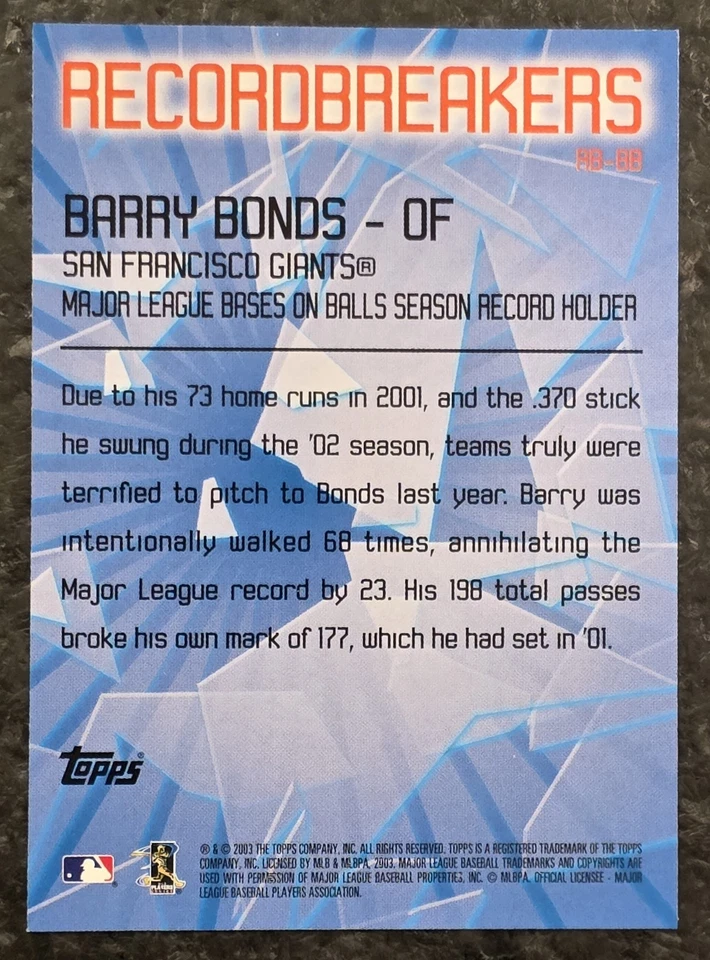 RECORDBREAKERS
RB-BB
BARRY BONDS - OF
SAN FRANCISCO GIANTS®
MAJOR LEAGUE BASES ON BALLS SEASON RECORD HOLDER
Due to his 73 home runs in 2001, and the .370 stick
he swung during the '02 season, teams truly were
terrified to pitch to Bonds last year. Barry was
intentionally walked 68 times, annihilating the
Major League record by 23. His 198 total passes
broke his own mark of 177, which he had set in '01.
topps®
® & © 2003 THE TOPPS COMPANY, INC. ALL RIGHTS RESERVED. TOPPS IS A REGISTERED TRADEMARK OF THE TOPPS
COMPANY, INC. LICENSED BY MLB & MLBPA, 2003. MAJOR LEAGUE BASEBALL TRADEMARKS AND COPYRIGHTS ARE
USED WITH PERMISSION OF MAJOR LEAGUE BASEBALL PROPERTIES, INC. © MLBPA. OFFICIAL LICENSEE - MAJOR
LEAGUE BASEBALL PLAYERS ASSOCIATION.